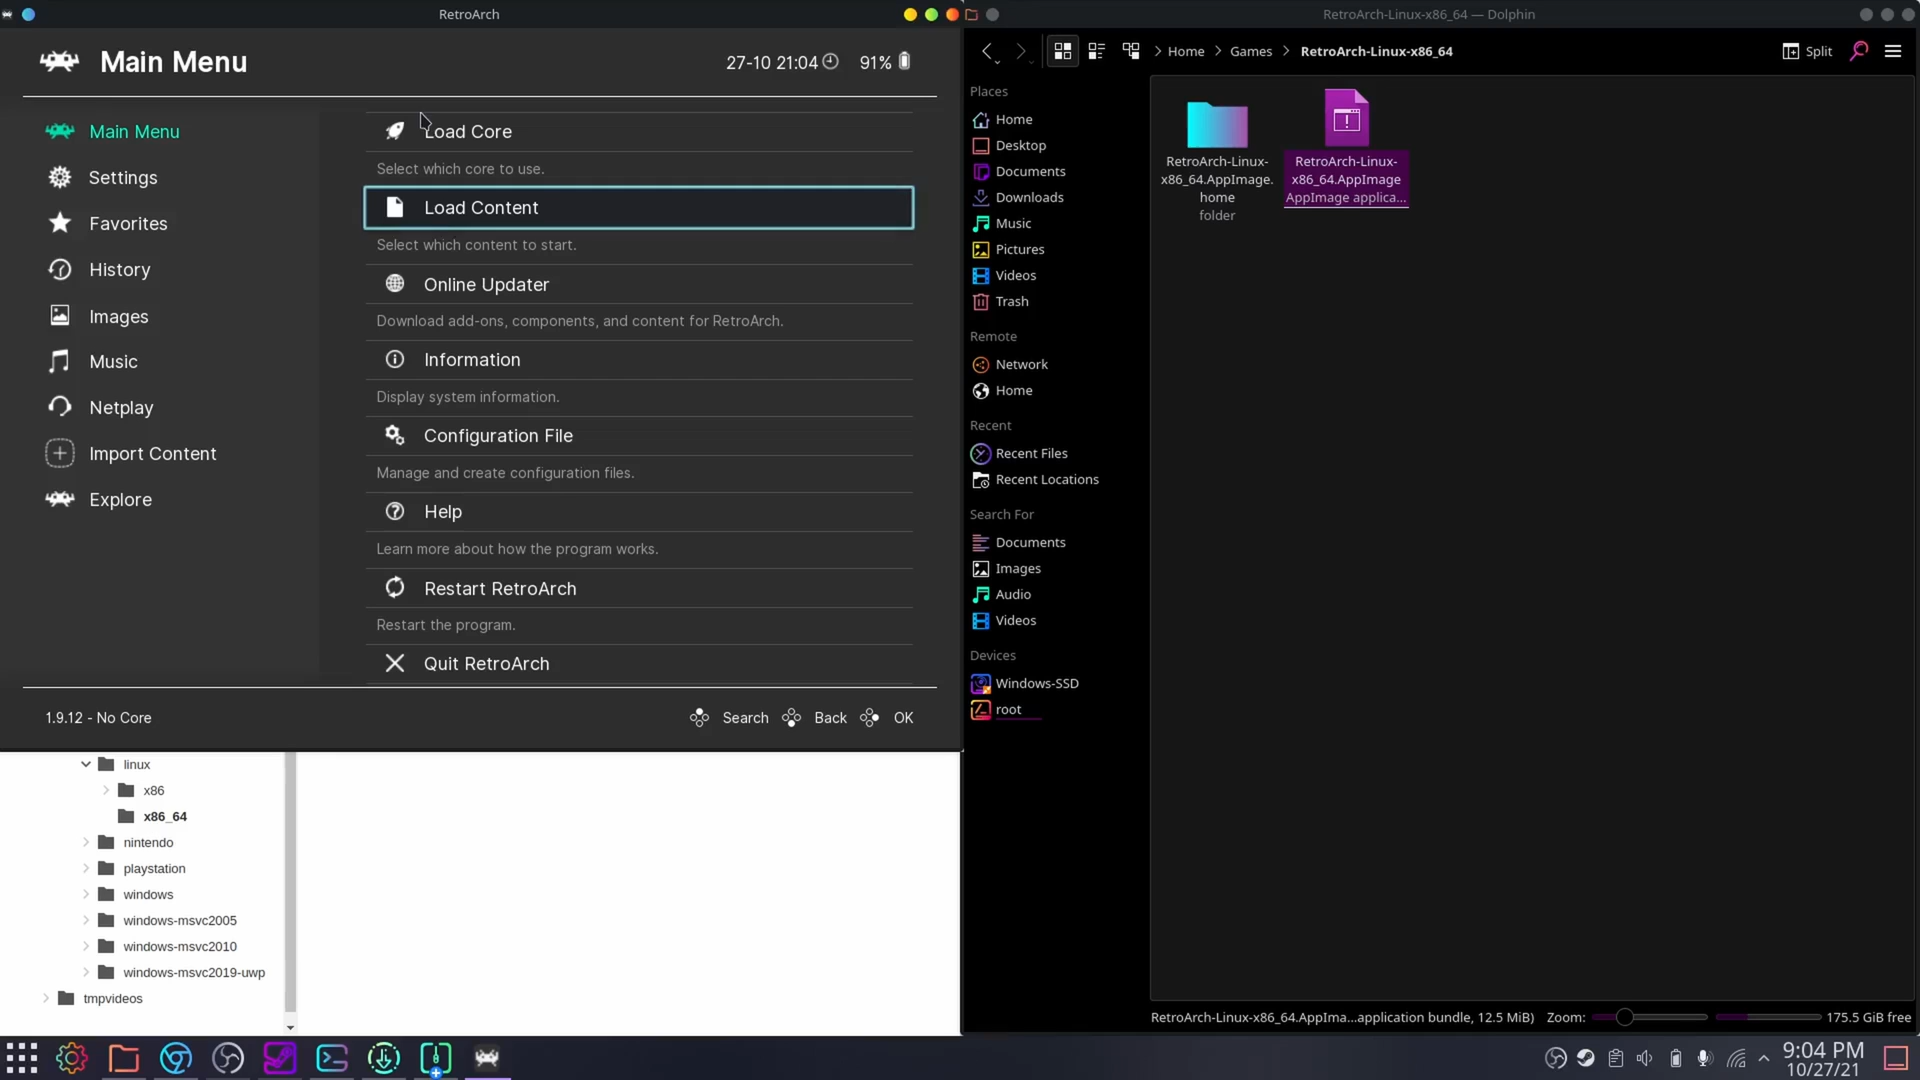 RetroArch
Main Menu
27-10 21:04
91%
Main Menu
Settings
Favorites
History
Images
Music
Netplay
Import Content
Explore
Load Core
Select which core to use.
Load Content
Select which content to start.
Online Updater
Download add-ons, components, and content for RetroArch.
Information
Display system information.
Configuration File
Manage and create configuration files.
Help
Learn more about how the program works.
Restart RetroArch
Restart the program.
Quit RetroArch
1.9.12 - No Core
Search
Back
OK
linux
x86
x86_64
nintendo
playstation
windows
windows-msvc2005
windows-msvc2010
windows-msvc2019-uwp
tmpvideos
RetroArch-Linux-x86_64 — Dolphin
Home
Games
RetroArch-Linux-x86_64
Split
Places
Home
Desktop
Documents
Downloads
Music
Pictures
Videos
Trash
Remote
Network
Home
Recent
Recent Files
Recent Locations
Search For
Documents
Images
Audio
Videos
Devices
Windows-SSD
root
RetroArch-Linux-
x86_64.AppImage.
home
folder
RetroArch-Linux-
x86_64.AppImage
AppImage applica...
RetroArch-Linux-x86_64.AppIma...application bundle, 12.5 MiB)
Zoom:
175.5 GiB free
9:04 PM
10/27/21